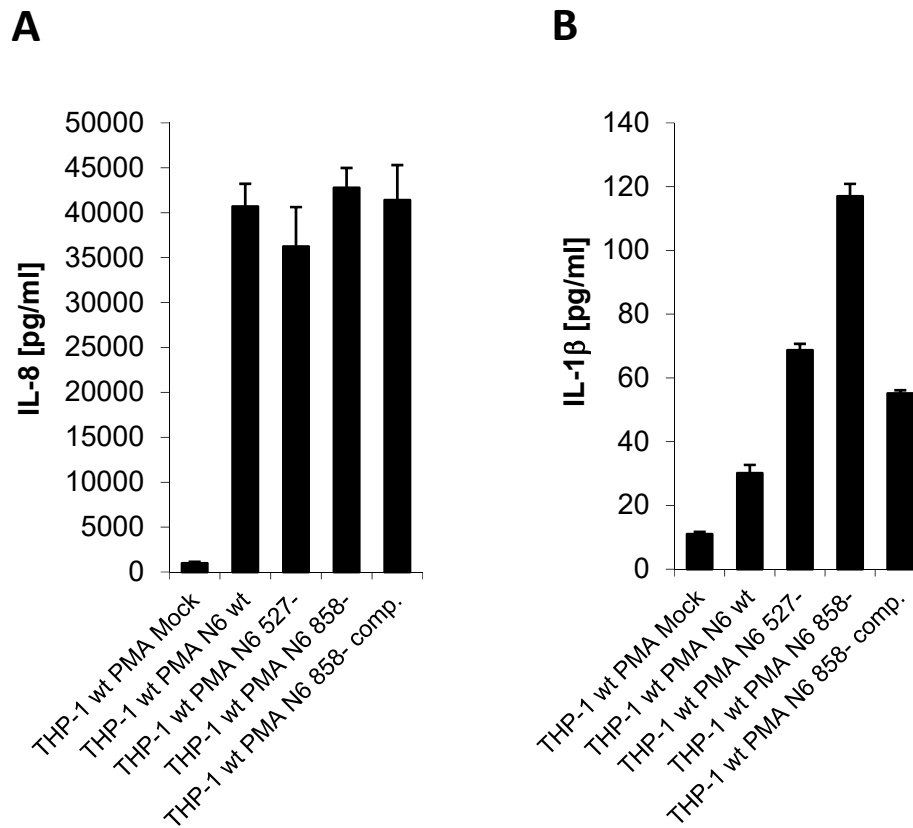 A
IL-8 [pg/ml]
50000
45000
40000
35000
30000
25000
20000
15000
10000
5000
0
THP-1 wt PMA Mock
THP-1 wt PMA N6 wt
THP-1 wt PMA N6 527-
THP-1 wt PMA N6 858-
THP-1 wt PMA N6 858- comp.
B
IL-1β [pg/ml]
140
120
100
80
60
40
20
0
THP-1 wt PMA Mock
THP-1 wt PMA N6 wt
THP-1 wt PMA N6 527-
THP-1 wt PMA N6 858-
THP-1 wt PMA N6 858- comp.